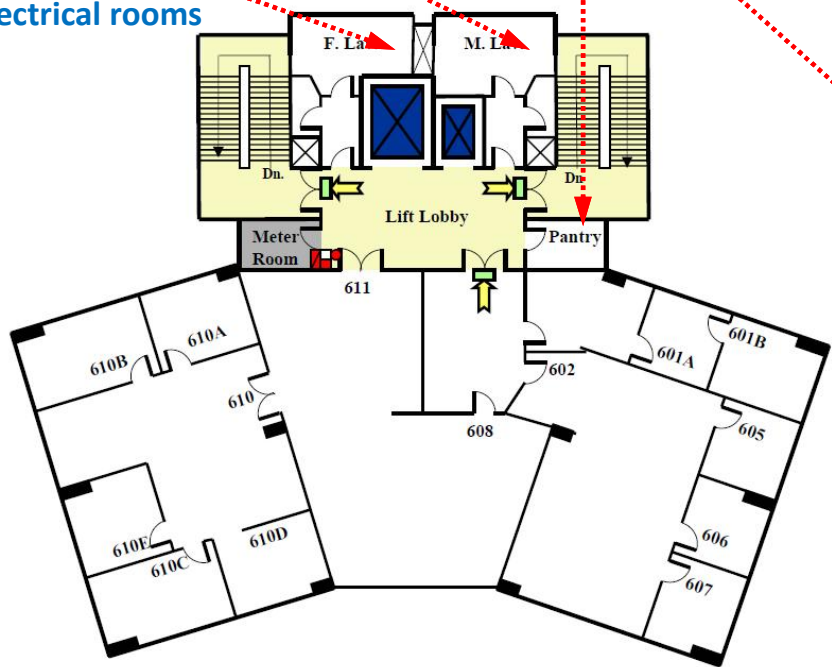 ectrical rooms
F. La
M. La
Dn.
Dn
Lift Lobby
Meter
Room
Pantry
611
610B
610A
610
601A
601B
602
605
608
606
607
610E
610C
610D